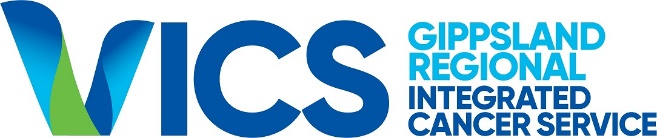 VICS
GIPPSLAND
REGIONAL
INTEGRATED
CANCER SERVICE